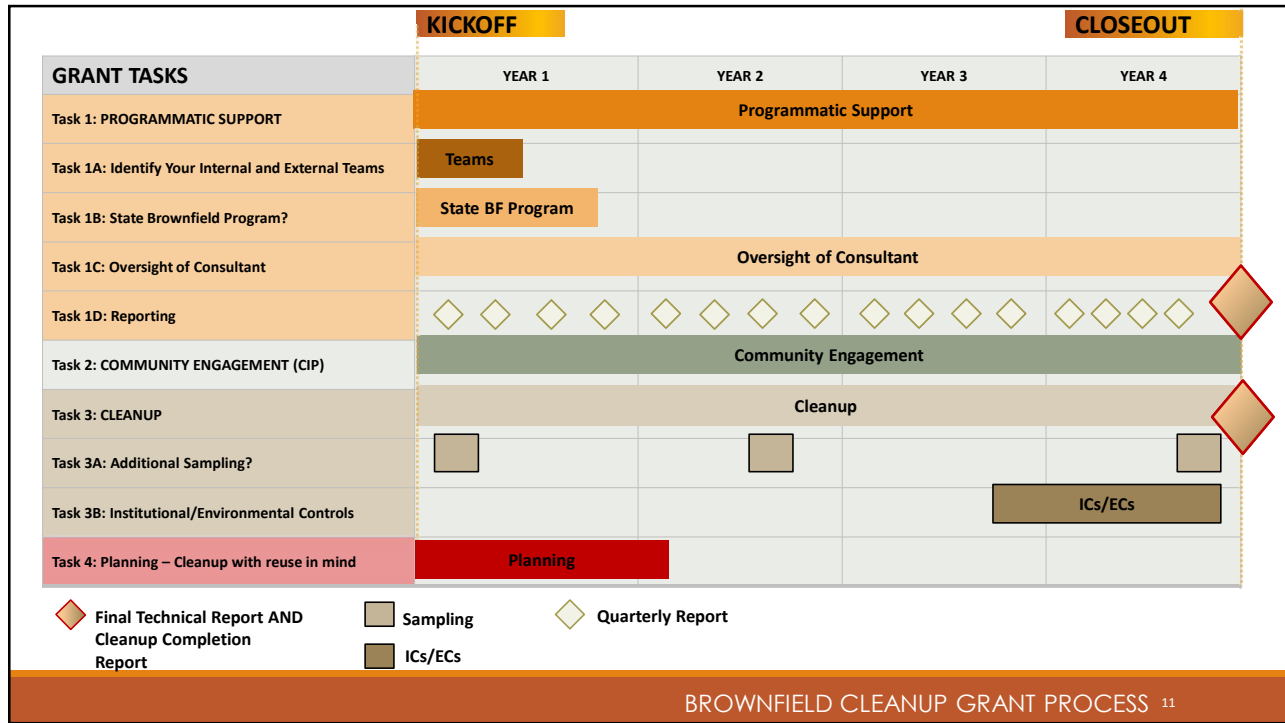 KICKOFF
CLOSEOUT
GRANT TASKS
YEAR 1
YEAR 2
YEAR 3
YEAR 4
Task 1: PROGRAMMATIC SUPPORT
Programmatic Support
Task 1A: Identify Your Internal and External Teams
Teams
Task 1B: State Brownfield Program?
State BF Program
Task 1C: Oversight of Consultant
Oversight of Consultant
Task 1D: Reporting
Task 2: COMMUNITY ENGAGEMENT (CIP)
Community Engagement
Task 3: CLEANUP
Cleanup
Task 3A: Additional Sampling?
Task 3B: Institutional/Environmental Controls
ICs/ECs
Task 4: Planning – Cleanup with reuse in mind
Planning
Final Technical Report AND
Cleanup Completion
Report
Sampling
ICs/ECs
Quarterly Report
BROWNFIELD CLEANUP GRANT PROCESS 11